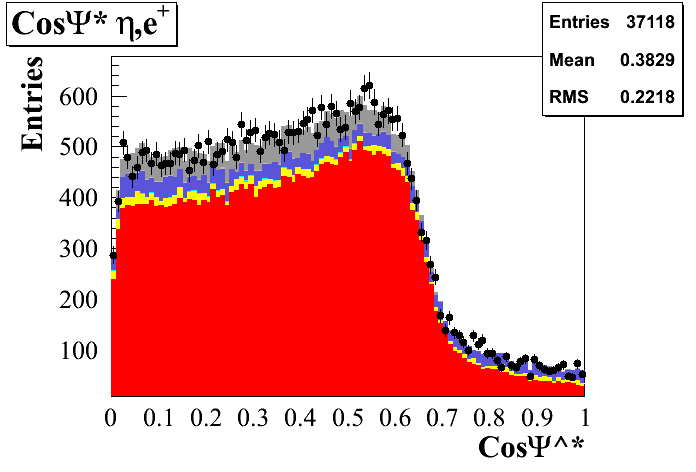 CosΨ* η,e⁺
Entries 37118
Mean 0.3829
RMS 0.2218
Entries
600
500
400
300
200
100
0 0.1 0.2 0.3 0.4 0.5 0.6 0.7 0.8 0.9 1
CosΨ^*